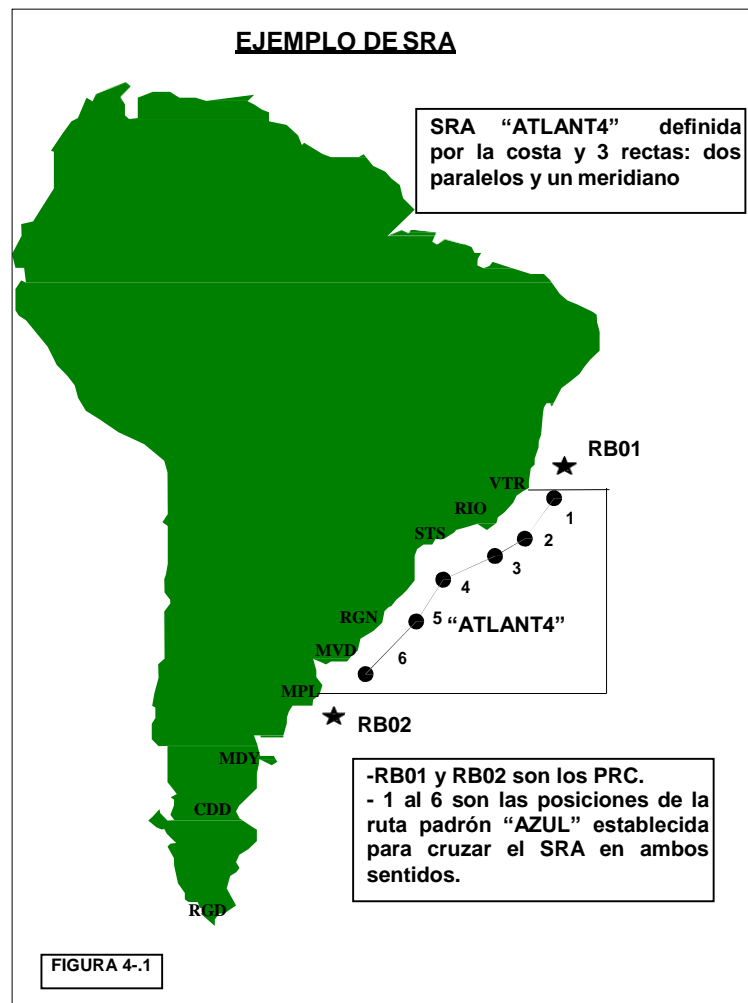 EJEMPLO DE SRA
SRA “ATLANT4” definida
por la costa y 3 rectas: dos
paralelos y un meridiano
RB01
VTR
1
RIO
2
STS
3
4
RGN
5
“ATLANT4”
MVD
6
MPL
RB02
MDY
-RB01 y RB02 son los PRC.
- 1 al 6 son las posiciones de la
ruta padrón “AZUL” establecida
para cruzar el SRA en ambos
sentidos.
CDD
RGD
FIGURA 4-.1